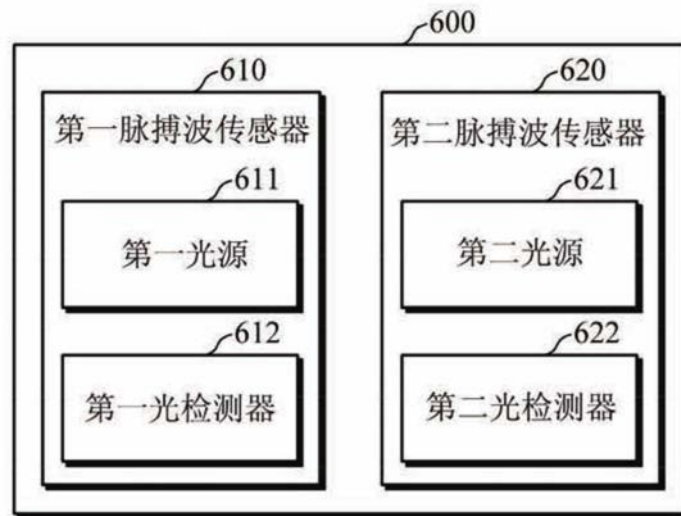 600
610
第一脉搏波传感器
611
第一光源
612
第一光检测器
620
第二脉搏波传感器
621
第二光源
622
第二光检测器